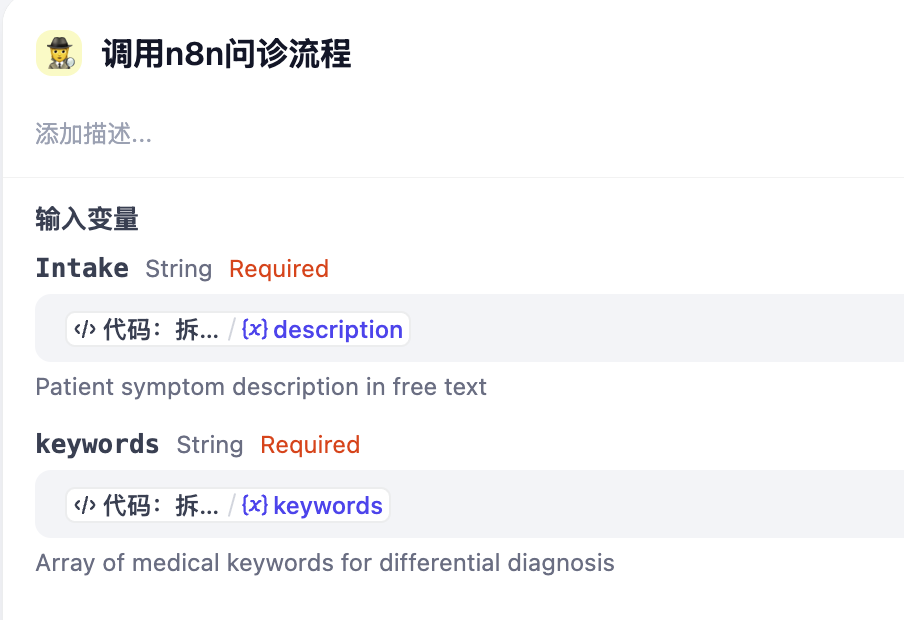 调用n8n问诊流程
添加描述...
输入变量
Intake String Required
</> 代码：拆... / {x} description
Patient symptom description in free text
keywords String Required
</> 代码：拆... / {x} keywords
Array of medical keywords for differential diagnosis